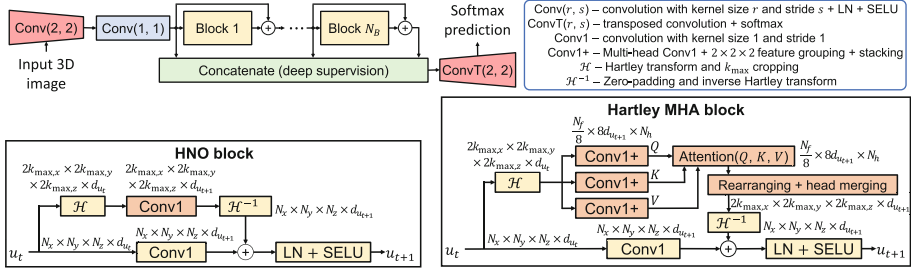 Conv(2, 2)
Conv(1, 1)
Block 1
Block N_B
Softmax
prediction
Input 3D
image
Concatenate (deep supervision)
ConvT(2, 2)
Conv(r, s) – convolution with kernel size r and stride s + LN + SELU
ConvT(r, s) – transposed convolution + softmax
Conv1 – convolution with kernel size 1 and stride 1
Conv1+ – Multi-head Conv1 + 2 × 2 × 2 feature grouping + stacking
ℋ – Hartley transform and k_max cropping
ℋ⁻¹ – Zero-padding and inverse Hartley transform
HNO block
2k_max,x × 2k_max,y
× 2k_max,z × d_{u_t}
2k_max,x × 2k_max,y
× 2k_max,z × d_{u_{t+1}}
ℋ
Conv1
ℋ⁻¹
N_x × N_y × N_z × d_{u_{t+1}}
N_x × N_y × N_z × d_{u_t}
N_x × N_y × N_z × d_{u_{t+1}}
u_t
Conv1
+
LN + SELU
u_{t+1}
Hartley MHA block
N_f/8 × 8d_{u_{t+1}} × N_h
2k_max,x × 2k_max,y
× 2k_max,z × d_{u_t}
ℋ
Conv1+
Q
Conv1+
K
Conv1+
V
Attention(Q, K, V)
N_f/8 × 8d_{u_{t+1}} × N_h
Rearranging + head merging
2k_max,x × 2k_max,y × 2k_max,z × d_{u_{t+1}}
ℋ⁻¹
N_x × N_y × N_z × d_{u_t}
N_x × N_y × N_z × d_{u_{t+1}}
u_t
Conv1
+
LN + SELU
u_{t+1}